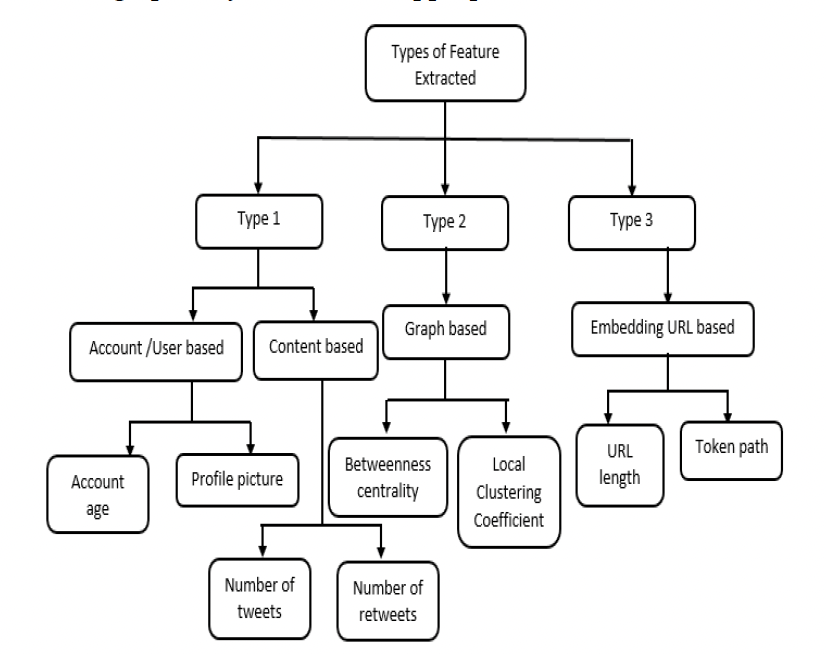 Types of Feature
Extracted
Type 1
Type 2
Type 3
Account /User based
Content based
Graph based
Embedding URL based
Account
age
Profile picture
Betweenness
centrality
Local
Clustering
Coefficient
URL
length
Token path
Number of
tweets
Number of
retweets